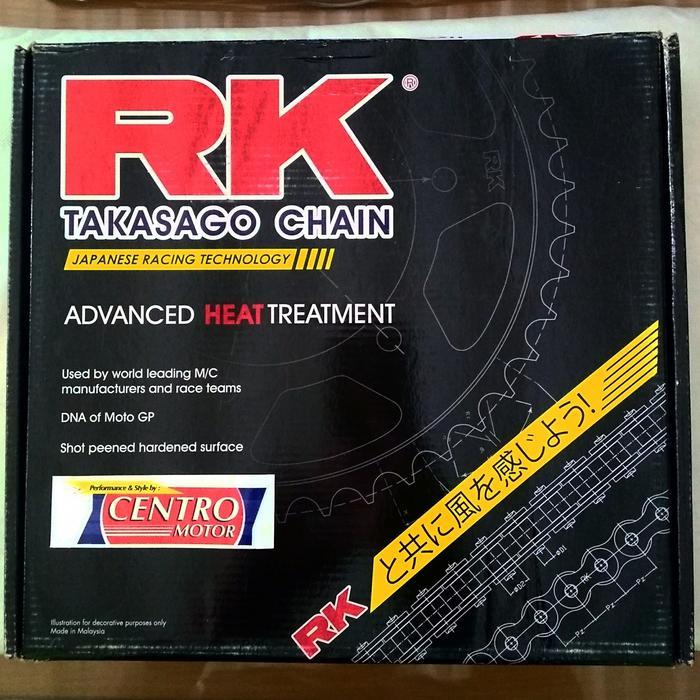 RK®
TAKASAGO CHAIN
JAPANESE RACING TECHNOLOGY
ADVANCED HEAT TREATMENT
Used by world leading M/C
manufacturers and race teams
DNA of Moto GP
Shot peened hardened surface
Performance & Style by :
CENTRO
MOTOR
RK
と共に風を感じよう!
RK
Illustration for decorative purposes only
Made in Malaysia